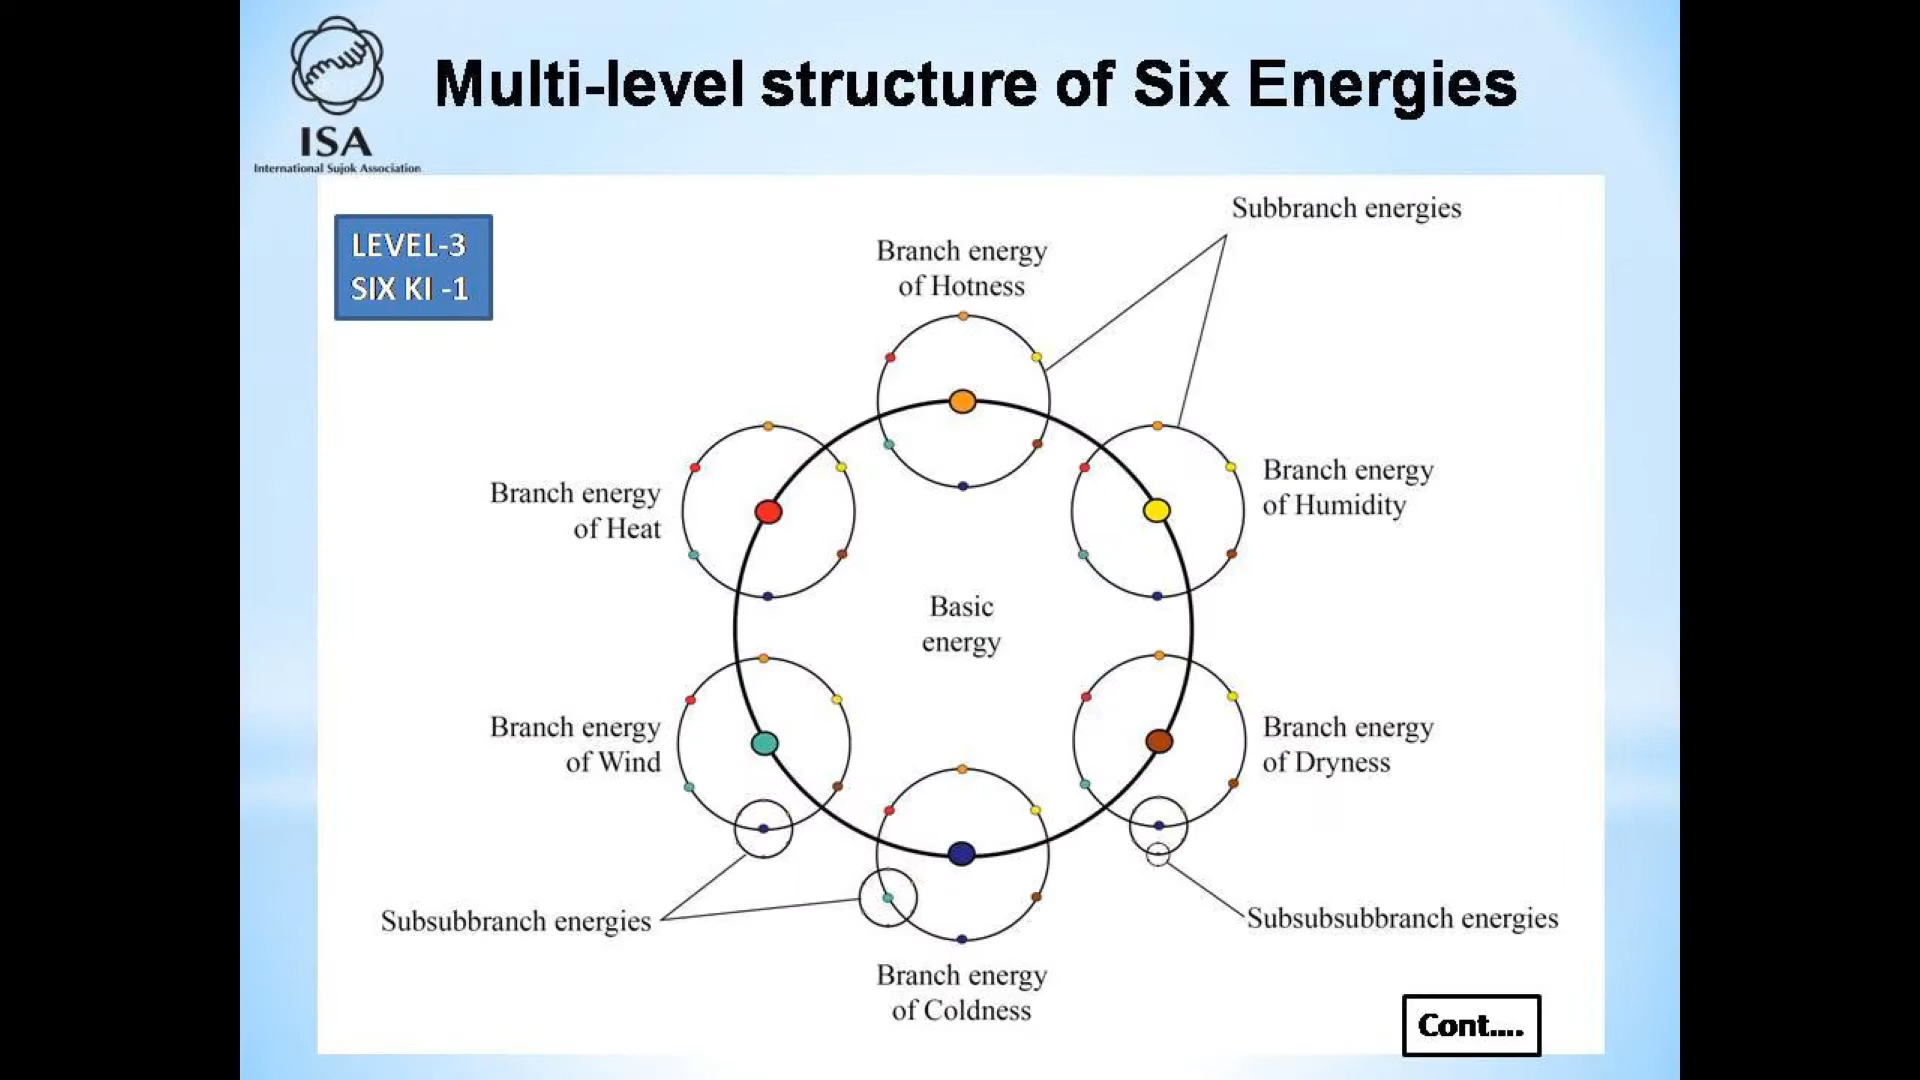 ISA
International Sujok Association
Multi-level structure of Six Energies
LEVEL-3
SIX KI -1
Subbranch energies
Branch energy
of Hotness
Branch energy
of Humidity
Branch energy
of Heat
Basic
energy
Branch energy
of Wind
Branch energy
of Dryness
Subsubbranch energies
Subsubsubbranch energies
Branch energy
of Coldness
Cont....